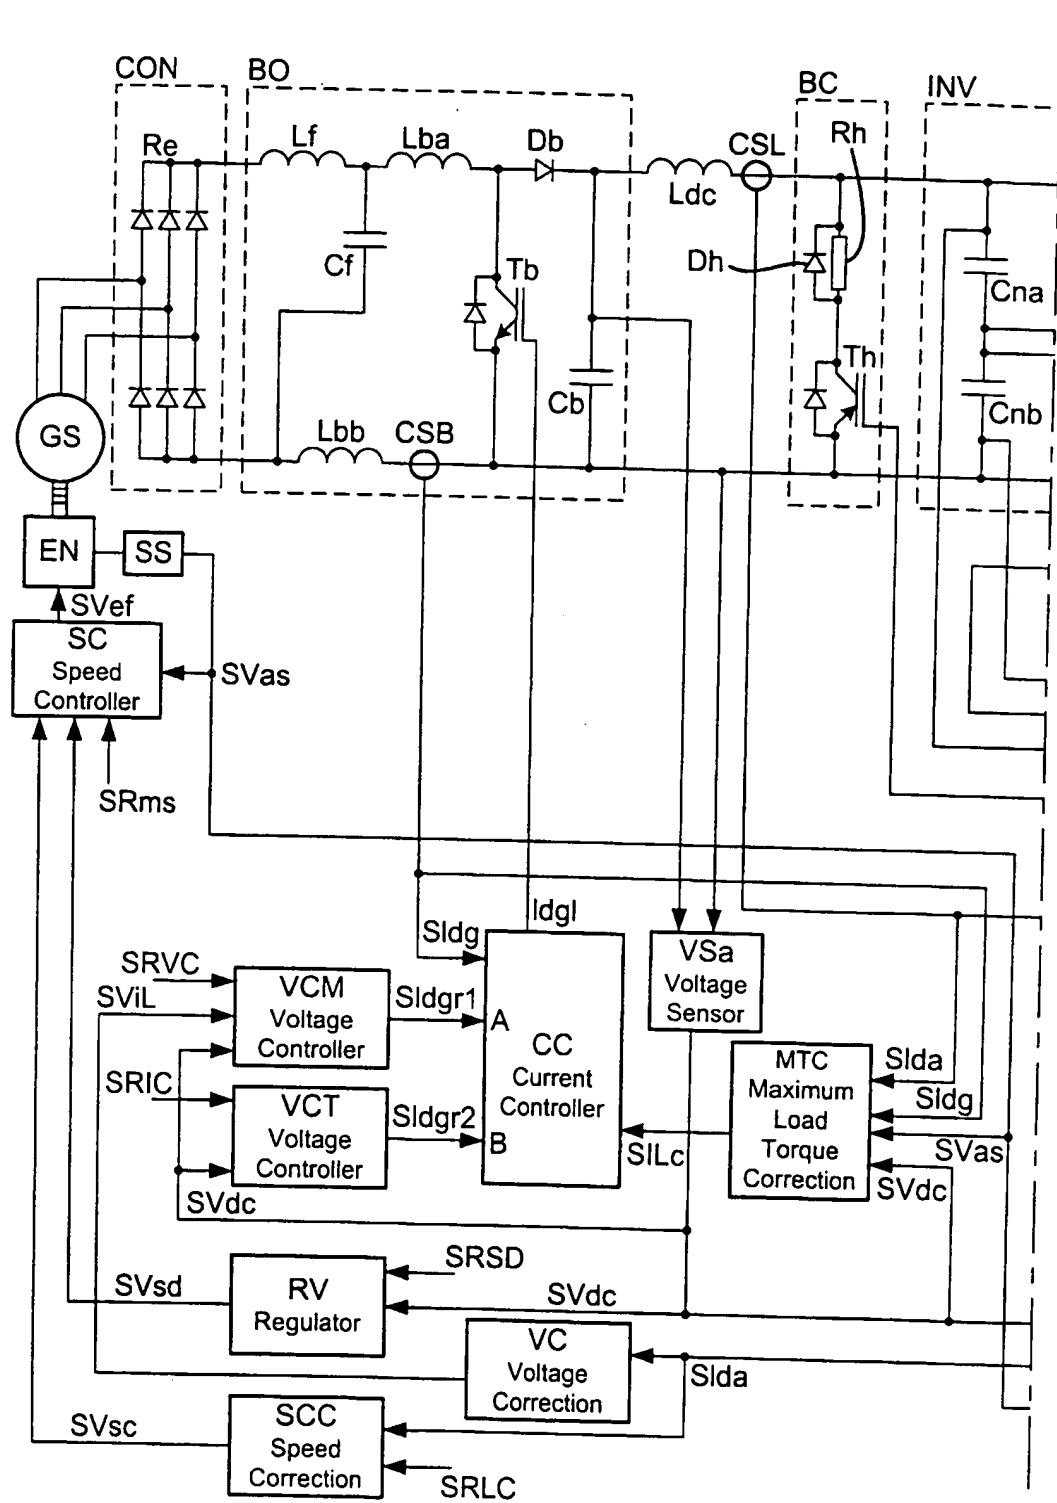 CON
BO
BC
INV
Re
Lf
Lba
Db
CSL
Rh
Ldc
Cf
Tb
Dh
Cna
Th
Cb
Cnb
GS
Lbb
CSB
EN
SS
SVef
SC
Speed
Controller
SVas
SRms
Idgl
SIdg
VSa
Voltage
Sensor
SRVC
SViL
VCM
Voltage
Controller
SIdgr1
A
CC
Current
Controller
MTC
Maximum
Load
Torque
Correction
SIda
SIdg
SVas
SVdc
SRIC
VCT
Voltage
Controller
SIdgr2
B
SILc
SVdc
SRSD
SVsd
RV
Regulator
SVdc
VC
Voltage
Correction
SIda
SVsc
SCC
Speed
Correction
SRLC